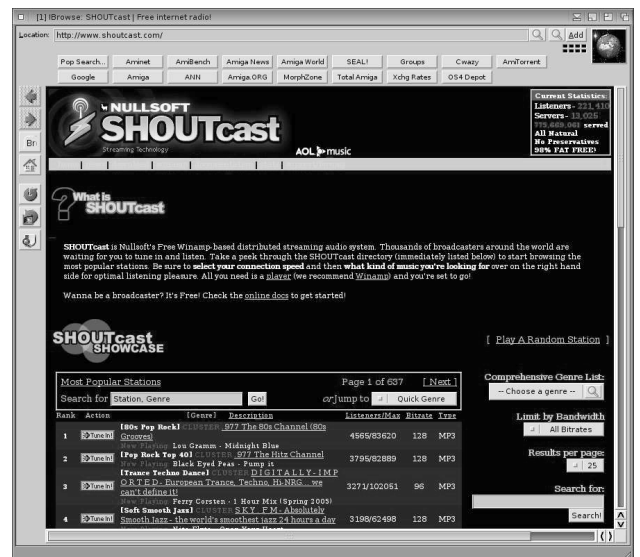 [1] IBrowse: SHOUTcast | Free internet radio!
Location: http://www. shoutcast. com/ Add
Pop Search... Aminet AmiBench Amiga News Amiga World SEAL! Groups Cwazy AmiTorrent
Google Amiga ANN Amiga.ORG MorphZone Total Amiga Xchg Rates OS4 Depot
Br
NULLSOFT
SHOUTcast
Streaming Technology
AOL music
Current Statistics:
Listeners - 221,410
Servers - 13,025
served
All Natural
No Preservatives
98% FAT FREE!
What is
SHOUTcast
SHOUTcast is Nullsoft's Free Winamp-based distributed streaming audio system. Thousands of broadcasters around the world are
waiting for you to tune in and listen. Take a peek through the SHOUTcast directory (immediately listed below) to start browsing the
most popular stations. Be sure to select your connection speed and then what kind of music you're looking for over on the right hand
side for optimal listening pleasure. All you need is a player (we recommend Winamp) and you're set to go!
Wanna be a broadcaster? It's Free! Check the online docs to get started!
SHOUTcast
SHOWCASE
[ Play A Random Station ]
Most Popular Stations Page 1 of 637 [ Next ]
Search for Station, Genre Go! or Jump to Quick Genre
Rank Action [Genre] Description Listeners/Max Bitrate Type
1 Tune In! [80s Pop Rock] CLUSTER .977 The 80s Channel (80s
Grooves) 4565/83620 128 MP3
Now Playing: Lou Gramm - Midnight Blue
2 Tune In! [Pop Rock Top 40] CLUSTER .977 The Hitz Channel 3795/82889 128 MP3
Now Playing: Black Eyed Peas - Pump it
[Trance Techno Dance] CLUSTER D I G I T A L L Y - I M P
3 Tune In! O R T E D - European Trance, Techno, Hi-NRG... we
can't define it! 3271/102051 96 MP3
Now Playing: Ferry Corsten - 1 Hour Mix (Spring 2005)
[Soft Smooth Jazz] CLUSTER S K Y . F M - Absolutely
4 Tune In! Smooth Jazz - the world's smoothest jazz 24 hours a day 3198/62498 128 MP3
Comprehensive Genre List:
-- Choose a genre --
Limit by Bandwidth
All Bitrates
Results per page:
25
Search for:
Search!